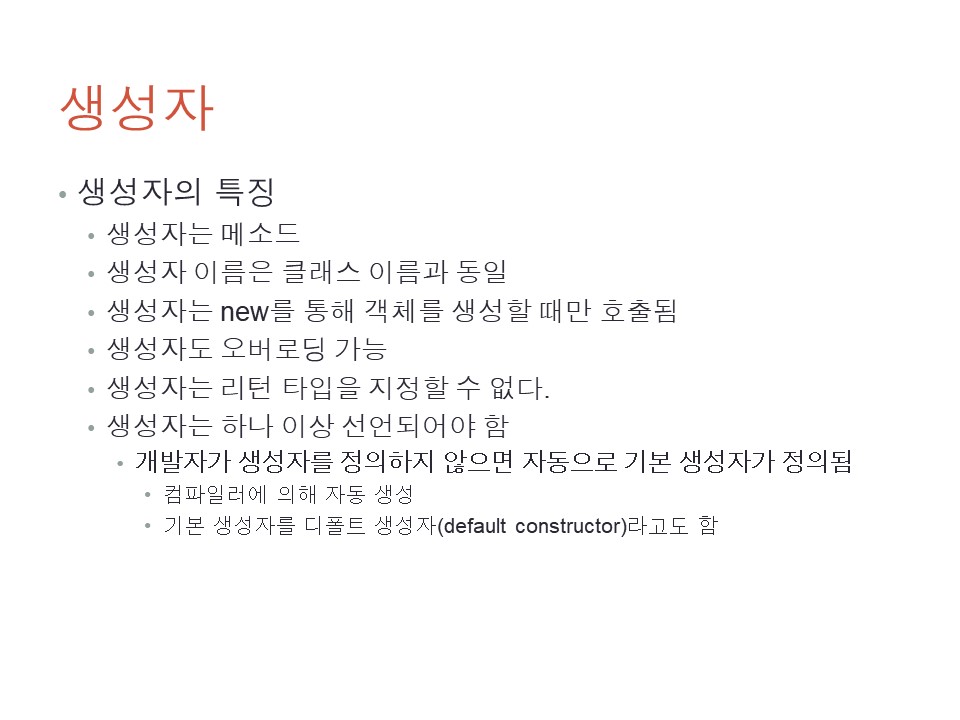 생성자
• 생성자의 특징
• 생성자는 메소드
• 생성자 이름은 클래스 이름과 동일
• 생성자는 new를 통해 객체를 생성할 때만 호출됨
• 생성자도 오버로딩 가능
• 생성자는 리턴 타입을 지정할 수 없다.
• 생성자는 하나 이상 선언되어야 함
• 개발자가 생성자를 정의하지 않으면 자동으로 기본 생성자가 정의됨
• 컴파일러에 의해 자동 생성
• 기본 생성자를 디폴트 생성자(default constructor)라고도 함